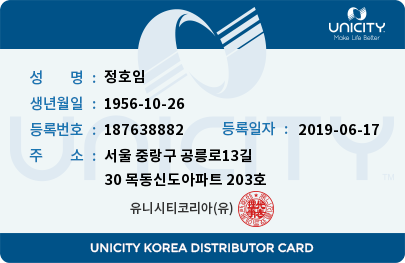 UNICITY
Make Life Better
성 명 : 정호임
생년월일 : 1956-10-26
등록번호 : 187638882 등록일자 : 2019-06-17
주 소 : 서울 중랑구 공릉로13길
30 목동신도아파트 203호
유니시티코리아(유)
UNICITY
UNICITY KOREA DISTRIBUTOR CARD